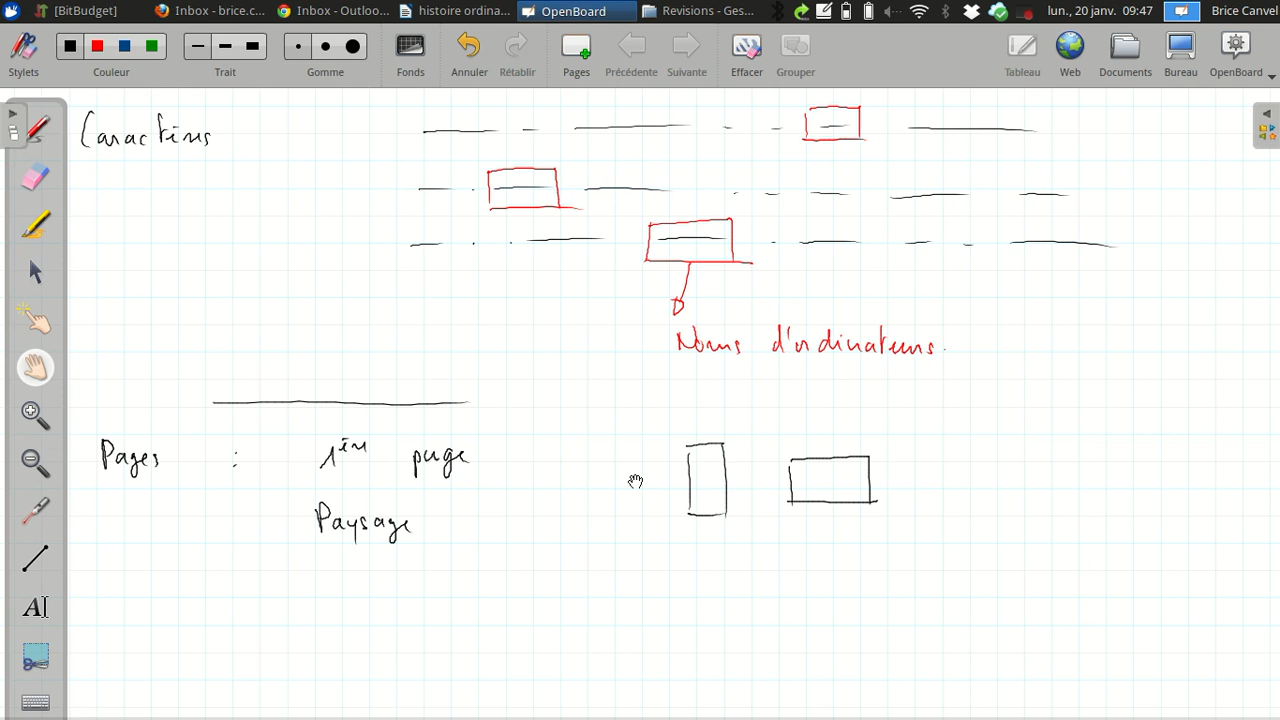 [BitBudget]
Inbox - brice.c...
Inbox - Outloo...
histoire ordina...
OpenBoard
Revisions - Ges...
lun., 20 janv., 09:47
Brice Canvel
Stylets
Couleur
Trait
Gomme
Fonds
Annuler
Rétablir
Pages
Précédente
Suivante
Effacer
Grouper
Tableau
Web
Documents
Bureau
OpenBoard
Caractères
Noms d'ordinateurs.
Pages : 1ère page
Paysage
AI